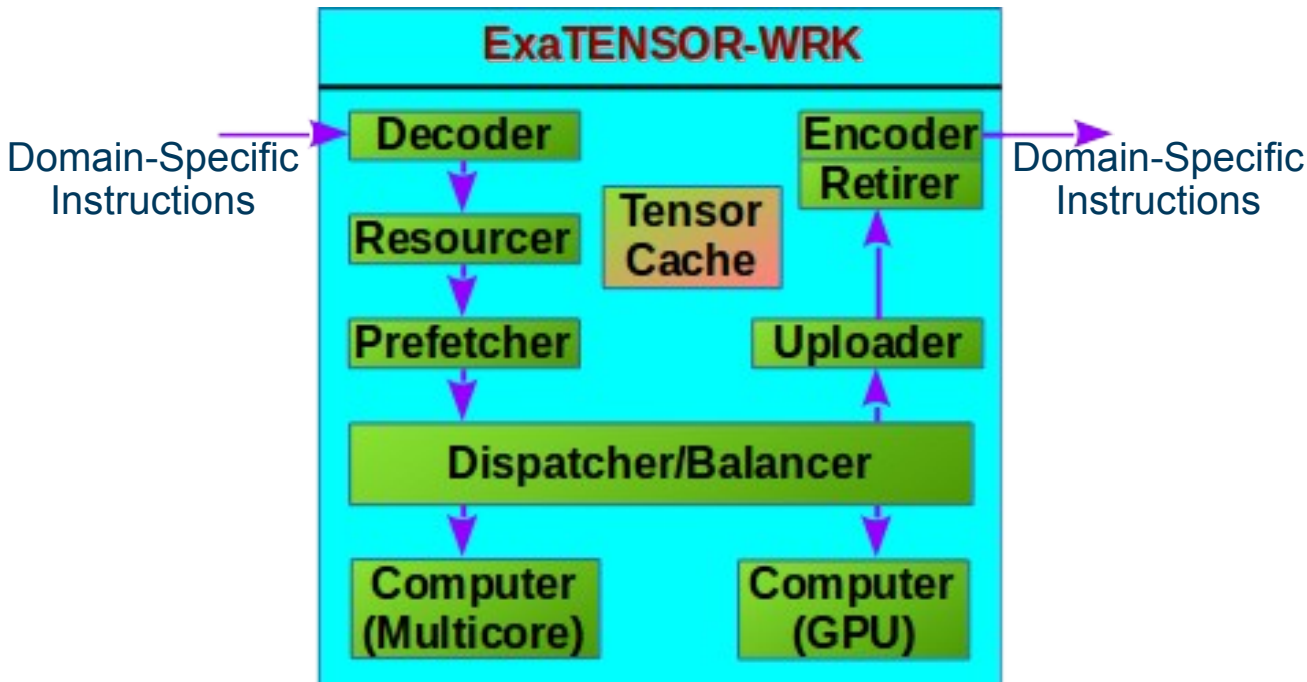 ExaTENSOR-WRK
Domain-Specific
Instructions
Decoder
Resourcer
Prefetcher
Tensor
Cache
Encoder
Retirer
Uploader
Domain-Specific
Instructions
Dispatcher/Balancer
Computer
(Multicore)
Computer
(GPU)